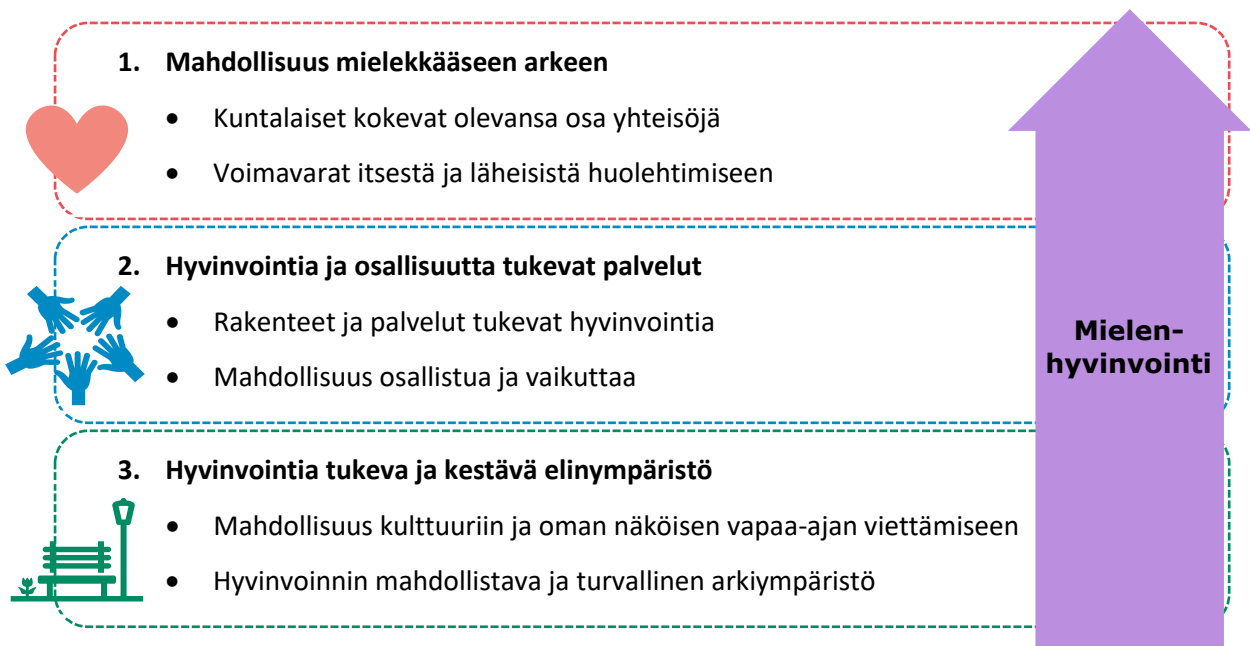 1. Mahdollisuus mielekkääseen arkeen
• Kuntalaiset kokevat olevansa osa yhteisöjä
• Voimavarat itsestä ja läheisistä huolehtimiseen
2. Hyvinvointia ja osallisuutta tukevat palvelut
• Rakenteet ja palvelut tukevat hyvinvointia
• Mahdollisuus osallistua ja vaikuttaa
3. Hyvinvointia tukeva ja kestävä elinympäristö
• Mahdollisuus kulttuuriin ja oman näköisen vapaa-ajan viettämiseen
• Hyvinvoinnin mahdollistava ja turvallinen arkiympäristö
Mielen-
hyvinvointi